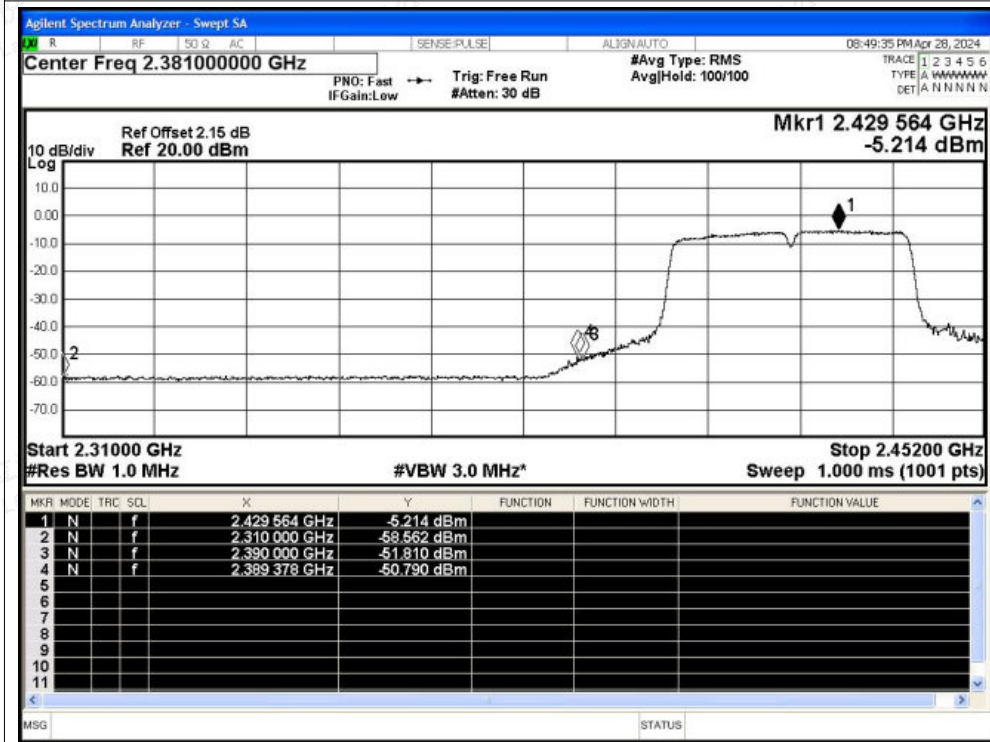 Agilent Spectrum Analyzer - Swept SA
LXI R RF 50 Ω AC SENSE:PULSE ALIGNAUTO 08:49:35 PM Apr 28, 2024
Center Freq 2.381000000 GHz #Avg Type: RMS TRACE 1 2 3 4 5 6
PNO: Fast Trig: Free Run Avg|Hold: 100/100 TYPE A WWWWW
IFGain:Low #Atten: 30 dB DET A N N N N N
Mkr1 2.429 564 GHz
Ref Offset 2.15 dB
10 dB/div Ref 20.00 dBm -5.214 dBm
Log
10.0
0.00
1
-10.0
-20.0
-30.0
-40.0
4 3
-50.0
2
-60.0
-70.0
Start 2.31000 GHz Stop 2.45200 GHz
#Res BW 1.0 MHz #VBW 3.0 MHz* Sweep 1.000 ms (1001 pts)
MKR MODE TRC SCL X Y FUNCTION FUNCTION WIDTH FUNCTION VALUE
1 N f 2.429 564 GHz -5.214 dBm
2 N f 2.310 000 GHz -58.562 dBm
3 N f 2.390 000 GHz -51.810 dBm
4 N f 2.389 378 GHz -50.790 dBm
5
6
7
8
9
10
11
MSG STATUS